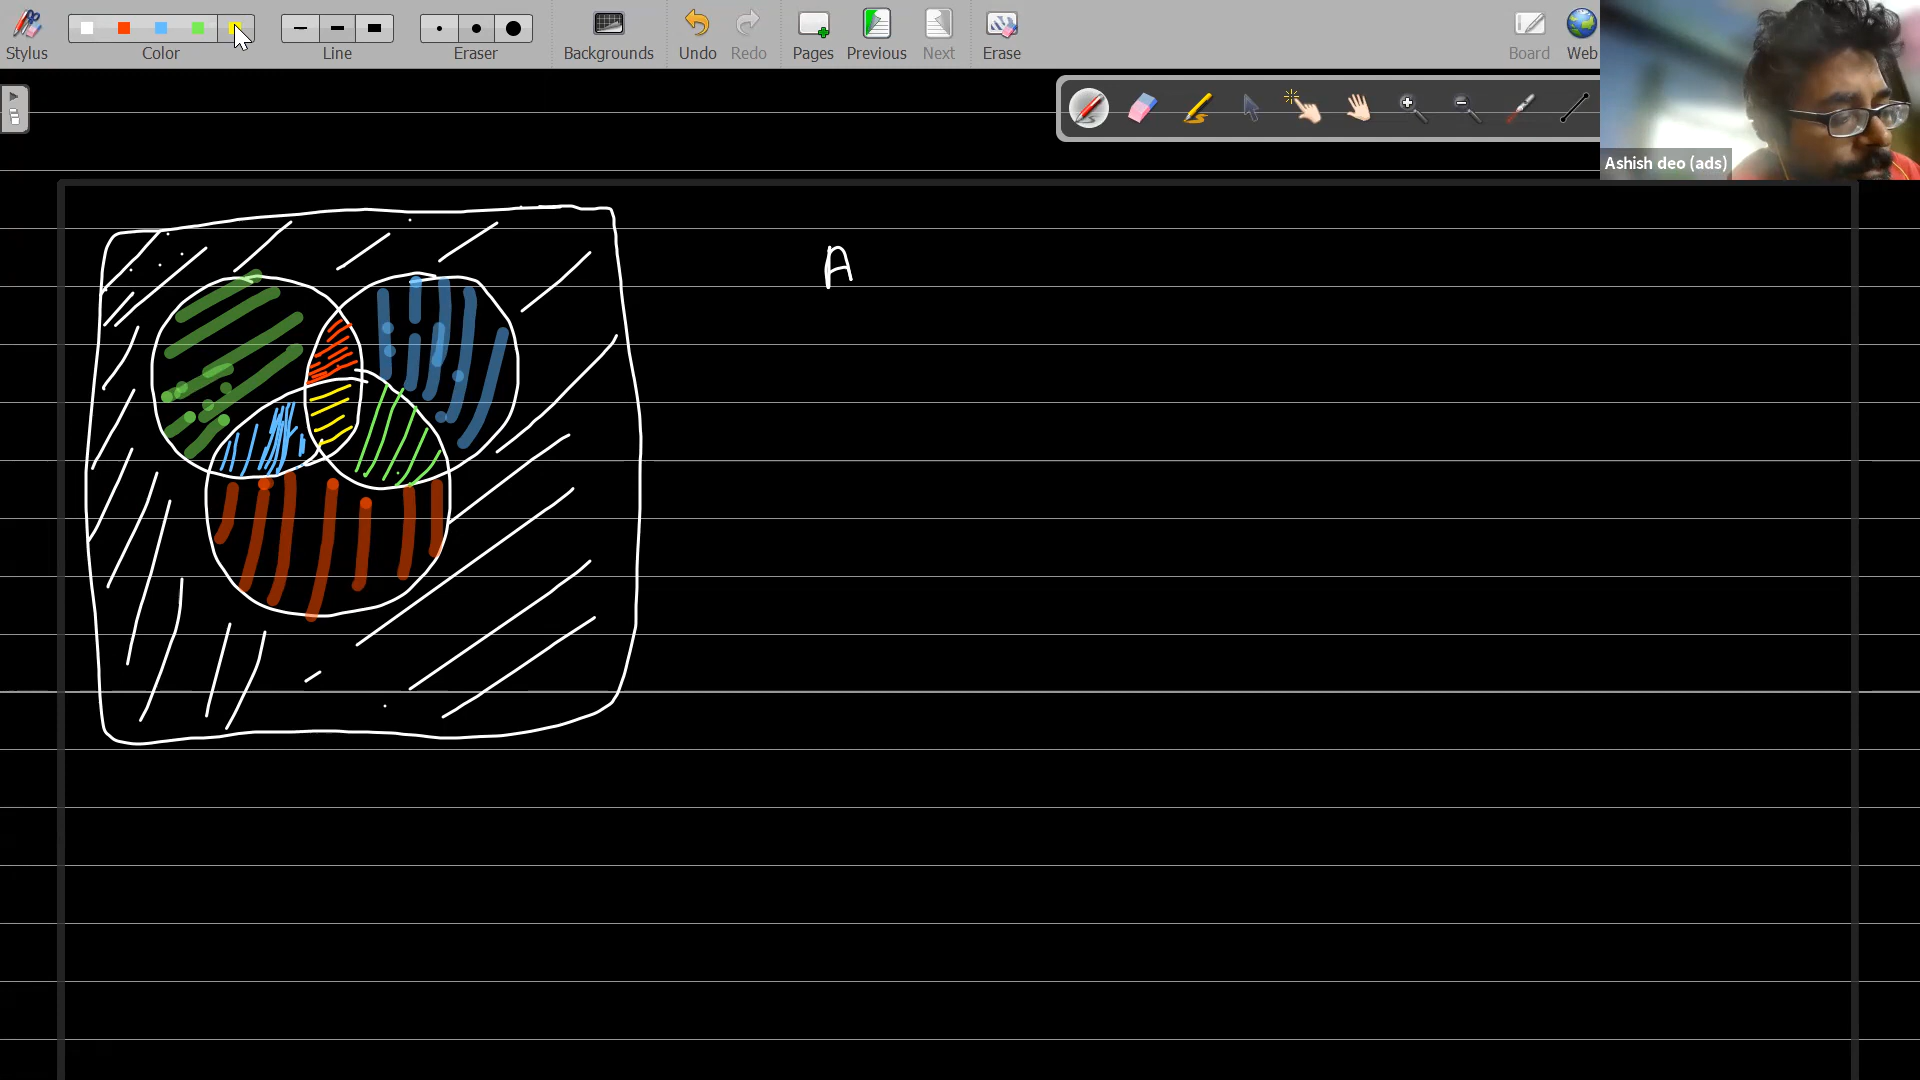 Stylus
Color
Line
Eraser
Backgrounds
Undo
Redo
Pages
Previous
Next
Erase
Board
Web
Ashish deo (ads)
A